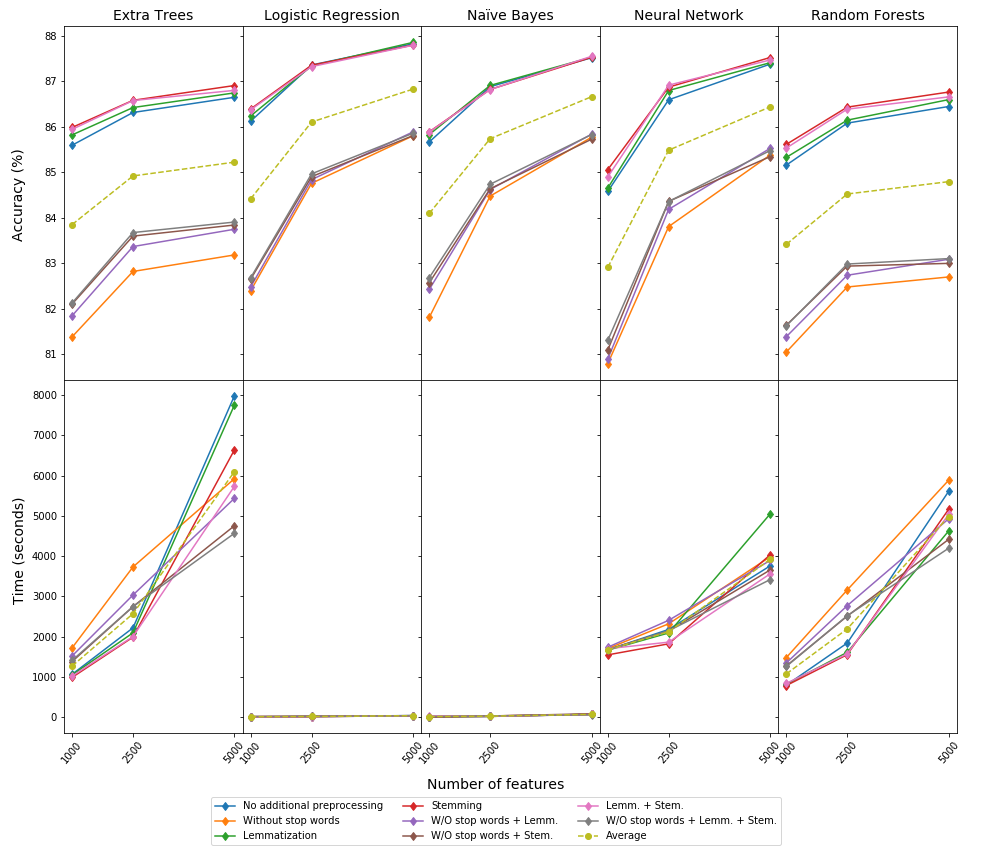 Extra Trees
Logistic Regression
Naïve Bayes
Neural Network
Random Forests
Accuracy (%)
88
87
86
85
84
83
82
81
Time (seconds)
8000
7000
6000
5000
4000
3000
2000
1000
0
1000 2500 5000
1000 2500 5000
1000 2500 5000
1000 2500 5000
1000 2500 5000
Number of features
No additional preprocessing
Without stop words
Lemmatization
Stemming
W/O stop words + Lemm.
W/O stop words + Stem.
Lemm. + Stem.
W/O stop words + Lemm. + Stem.
Average